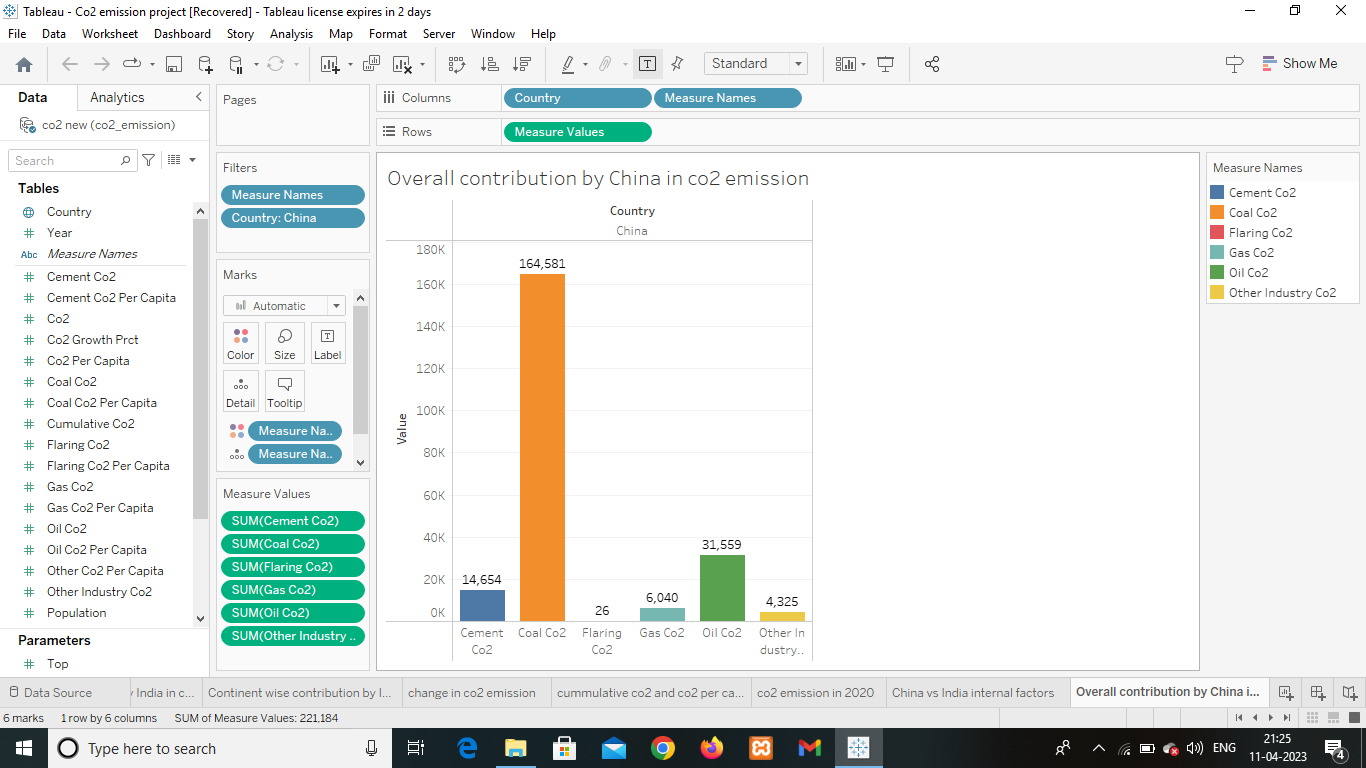 Tableau - Co2 emission project [Recovered] - Tableau license expires in 2 days
File Data Worksheet Dashboard Story Analysis Map Format Server Window Help
Standard
Show Me
Data Analytics
co2 new (co2_emission)
Search
Tables
Country
Year
Abc Measure Names
Cement Co2
Cement Co2 Per Capita
Co2
Co2 Growth Prct
Co2 Per Capita
Coal Co2
Coal Co2 Per Capita
Cumulative Co2
Flaring Co2
Flaring Co2 Per Capita
Gas Co2
Gas Co2 Per Capita
Oil Co2
Oil Co2 Per Capita
Other Co2 Per Capita
Other Industry Co2
Population
Parameters
Top
Pages
Filters
Measure Names
Country: China
Marks
Automatic
Color Size Label
Detail Tooltip
Measure Na..
Measure Na..
Measure Values
SUM(Cement Co2)
SUM(Coal Co2)
SUM(Flaring Co2)
SUM(Gas Co2)
SUM(Oil Co2)
SUM(Other Industry ..
Columns Country Measure Names
Rows Measure Values
Overall contribution by China in co2 emission
Country
China
180K
160K
140K
120K
100K
80K
60K
40K
20K
0K
Value
14,654
164,581
26
6,040
31,559
4,325
Cement Co2
Coal Co2
Flaring Co2
Gas Co2
Oil Co2
Other In
dustry..
Measure Names
Cement Co2
Coal Co2
Flaring Co2
Gas Co2
Oil Co2
Other Industry Co2
Data Source y India in c... Continent wise contribution by I... change in co2 emission cummulative co2 and co2 per ca... co2 emission in 2020 China vs India internal factors Overall contribution by China i...
6 marks 1 row by 6 columns SUM of Measure Values: 221,184
Type here to search
ENG
21:25
11-04-2023
4